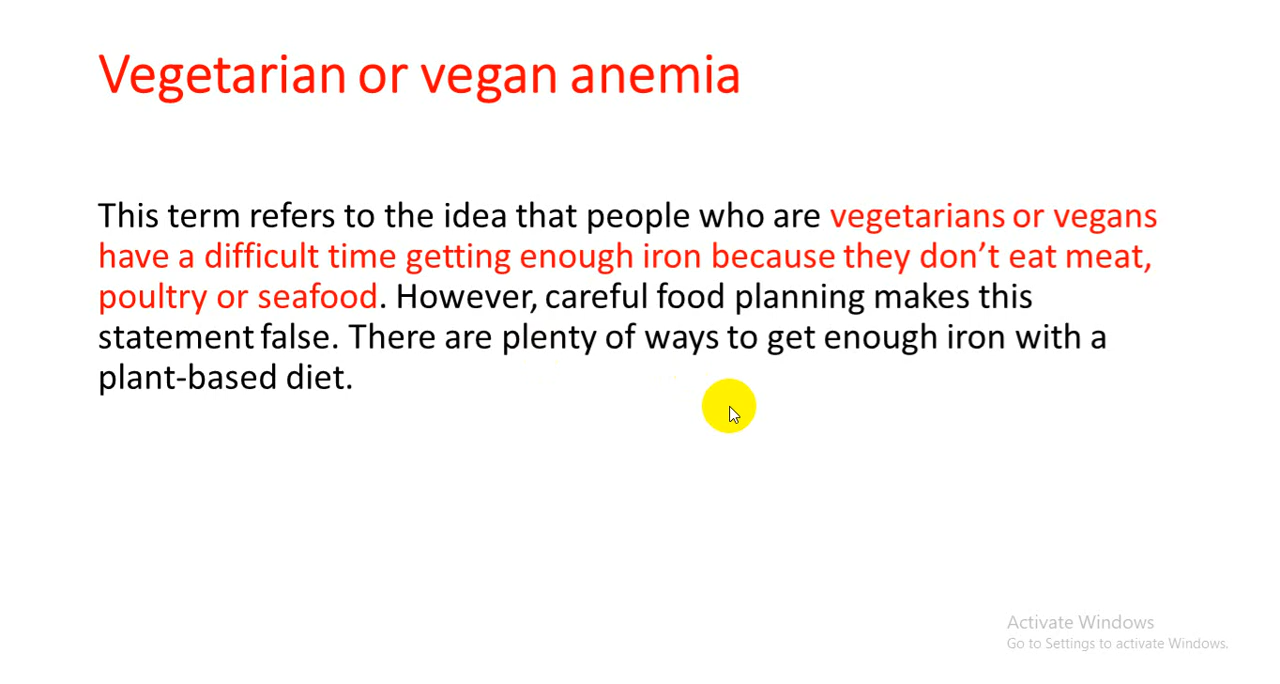 Vegetarian or vegan anemia
This term refers to the idea that people who are vegetarians or vegans
have a difficult time getting enough iron because they don’t eat meat,
poultry or seafood. However, careful food planning makes this
statement false. There are plenty of ways to get enough iron with a
plant-based diet.
Activate Windows
Go to Settings to activate Windows.